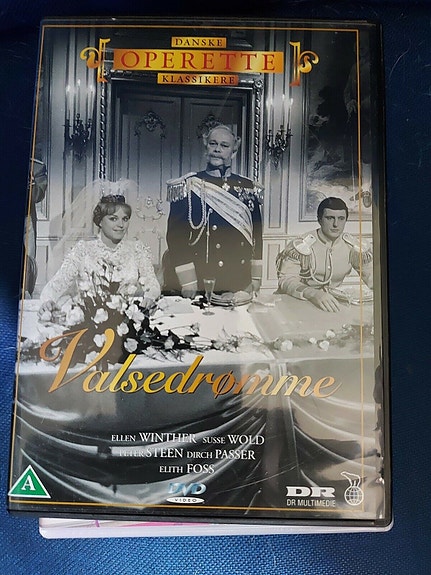 DANSKE
OPERETTE
KLASSIKERE
Valsedrømme
ELLEN WINTHER SUSSE WOLD
PETER STEEN DIRCH PASSER
ELITH FOSS
A
DVD
VIDEO
DR
DR MULTIMEDIE